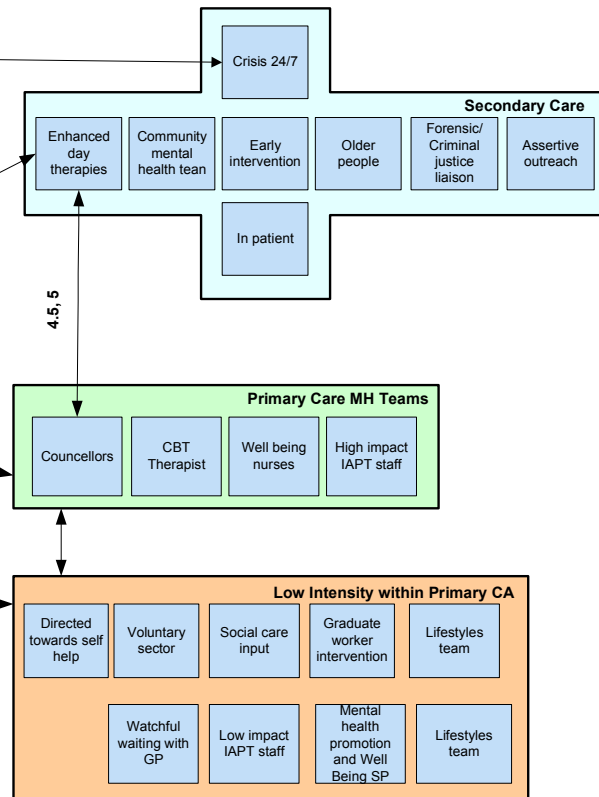 Crisis 24/7
Secondary Care
Enhanced
day
therapies
Community
mental
health tean
Early
intervention
Older
people
Forensic/
Criminal
justice
liaison
Assertive
outreach
In patient
4.5, 5
Primary Care MH Teams
Councellors
CBT
Therapist
Well being
nurses
High impact
IAPT staff
Low Intensity within Primary CA
Directed
towards self
help
Voluntary
sector
Social care
input
Graduate
worker
intervention
Lifestyles
team
Watchful
waiting with
GP
Low impact
IAPT staff
Mental
health
promotion
and Well
Being SP
Lifestyles
team